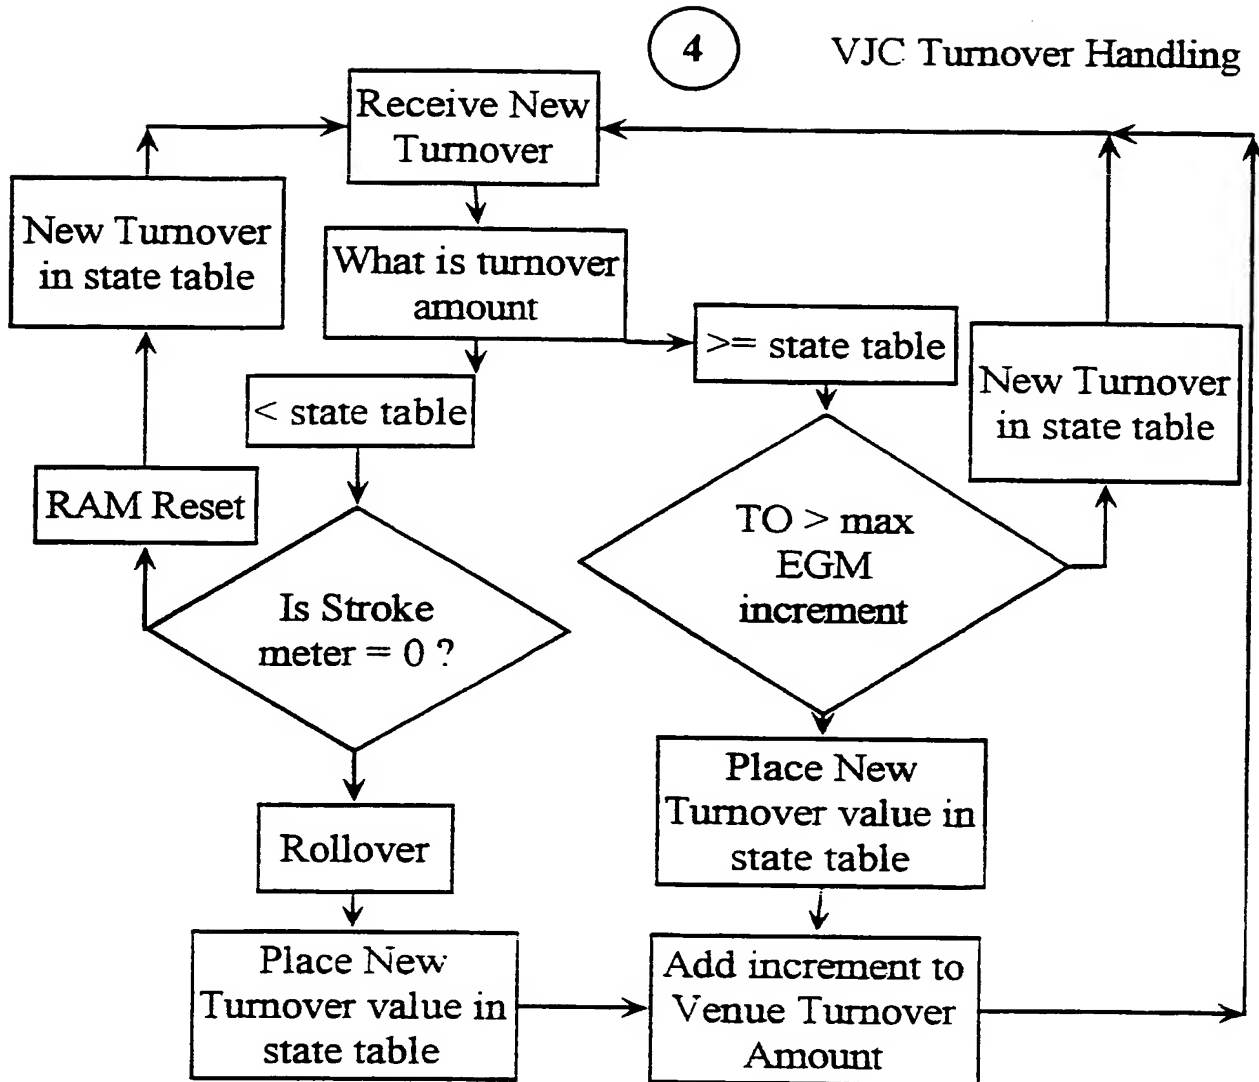 4
VJC Turnover Handling
Receive New
Turnover
New Turnover
in state table
What is turnover
amount
>= state table
New Turnover
in state table
< state table
RAM Reset
TO > max
EGM
increment
Is Stroke
meter = 0 ?
Place New
Turnover value in
state table
Rollover
Place New
Turnover value in
state table
Add increment to
Venue Turnover
Amount